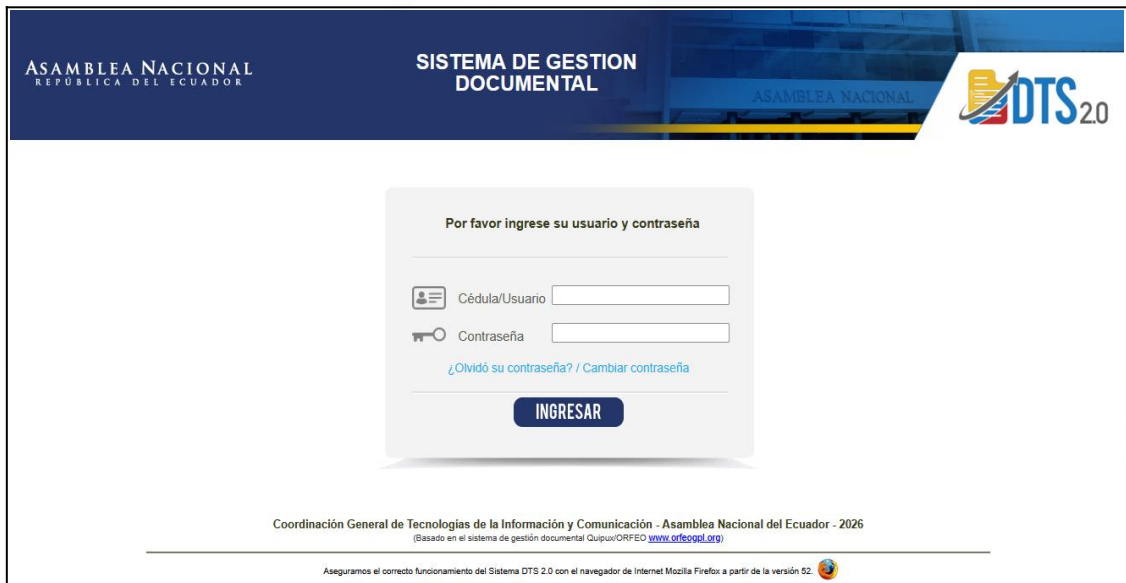 ASAMBLEA NACIONAL
REPÚBLICA DEL ECUADOR
SISTEMA DE GESTION
DOCUMENTAL
ASAMBLEA NACIONAL
DTS 2.0
Por favor ingrese su usuario y contraseña
Cédula/Usuario
Contraseña
¿Olvidó su contraseña? / Cambiar contraseña
INGRESAR
Coordinación General de Tecnologías de la Información y Comunicación - Asamblea Nacional del Ecuador - 2026
(Basado en el sistema de gestión documental Quipux/ORFEO www.orfeogpl.org)
Aseguramos el correcto funcionamiento del Sistema DTS 2.0 con el navegador de Internet Mozilla Firefox a partir de la versión 52.